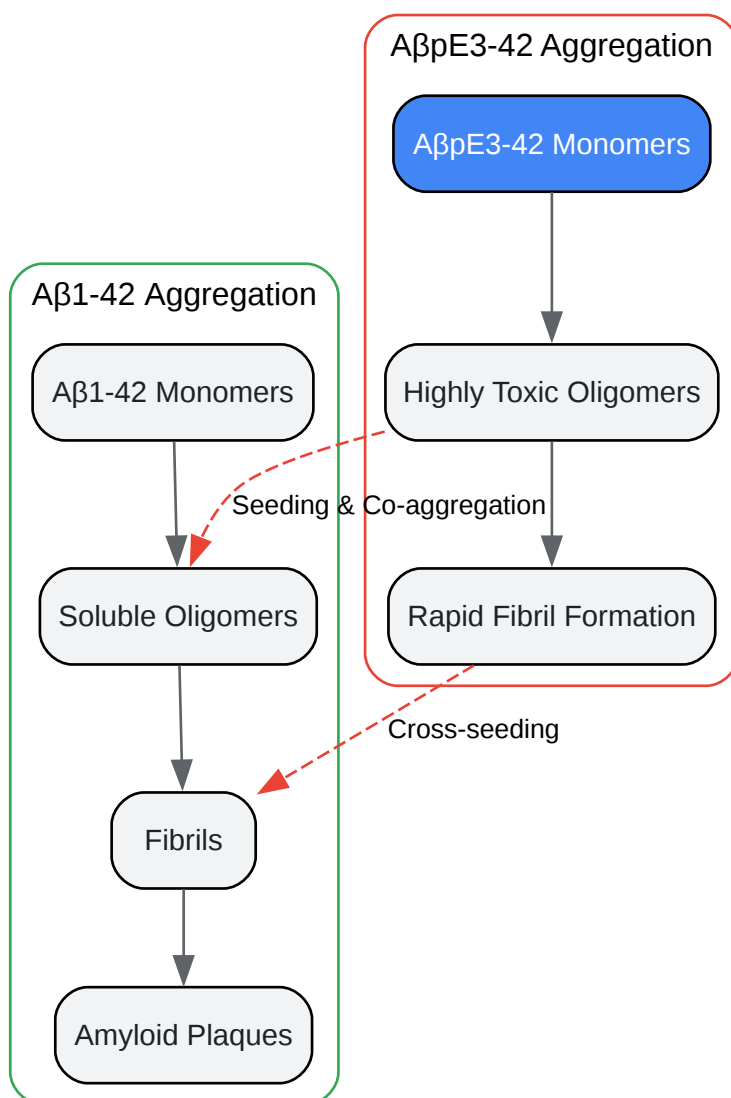 AβpE3-42 Aggregation
AβpE3-42 Monomers
Aβ1-42 Aggregation
Aβ1-42 Monomers
Highly Toxic Oligomers
Seeding & Co-aggregation
Soluble Oligomers
Rapid Fibril Formation
Cross-seeding
Fibrils
Amyloid Plaques